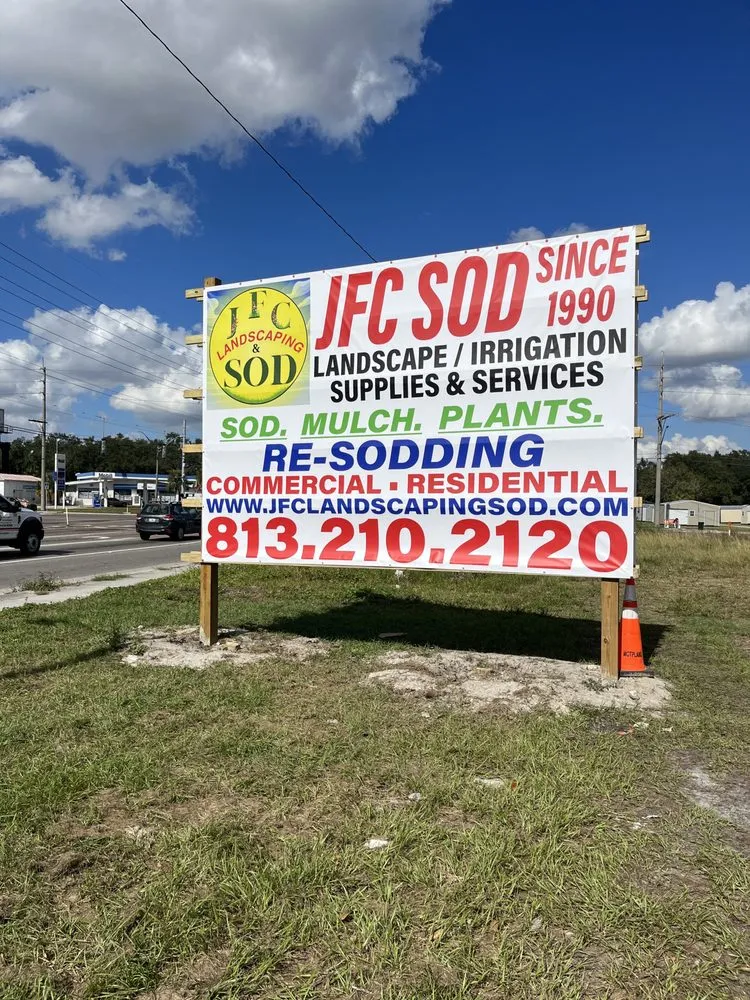 JFC
LANDSCAPING
&
SOD
JFC SOD SINCE 1990
LANDSCAPE / IRRIGATION
SUPPLIES & SERVICES
SOD. MULCH. PLANTS.
RE-SODDING
COMMERCIAL - RESIDENTIAL
WWW.JFCLANDSCAPINGSOD.COM
813.210.2120
Mobil